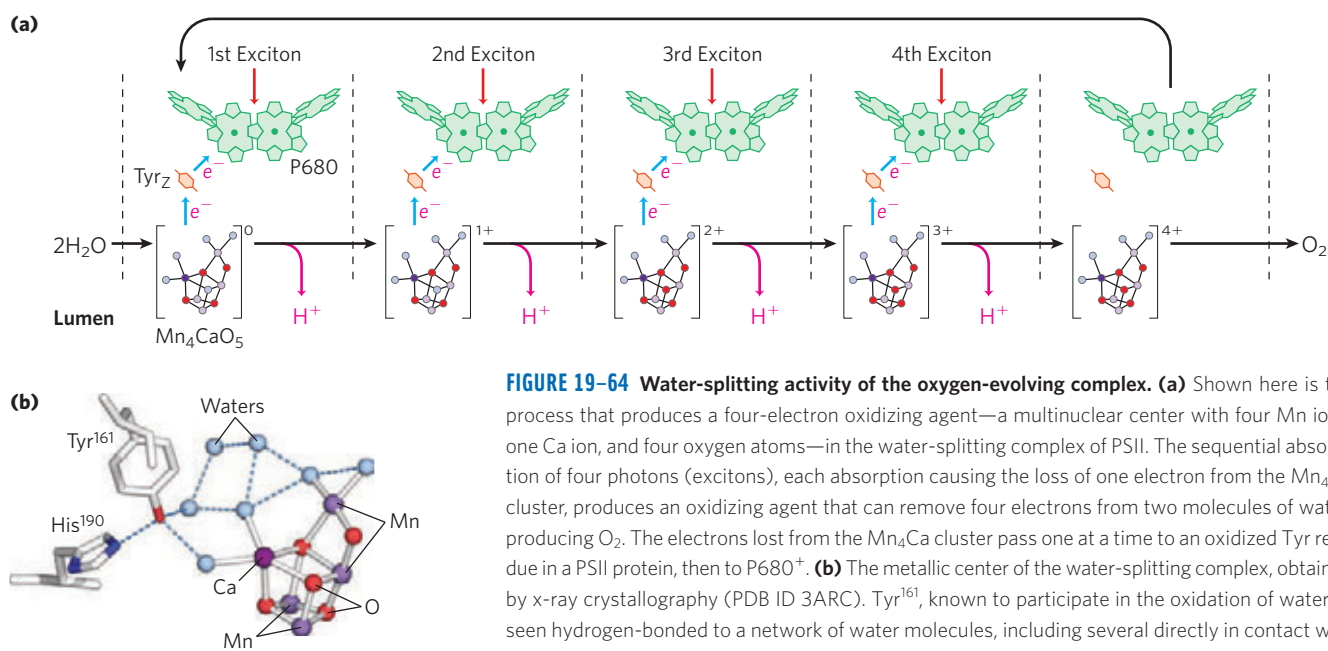 (a)
1st Exciton 2nd Exciton 3rd Exciton 4th Exciton
P680
Tyr_Z e⁻ e⁻ e⁻ e⁻
e⁻ e⁻ e⁻ e⁻
0 1+ 2+ 3+ 4+
2H₂O O₂
Lumen H⁺ H⁺ H⁺ H⁺
Mn₄CaO₅
(b)
Waters
Tyr¹⁶¹
His¹⁹⁰
Mn
Ca
O
Mn
FIGURE 19–64 Water-splitting activity of the oxygen-evolving complex. (a) Shown here is
process that produces a four-electron oxidizing agent—a multinuclear center with four Mn
one Ca ion, and four oxygen atoms—in the water-splitting complex of PSII. The sequential
tion of four photons (excitons), each absorption causing the loss of one electron from the Mn₄
cluster, produces an oxidizing agent that can remove four electrons from two molecules of
producing O₂. The electrons lost from the Mn₄Ca cluster pass one at a time to an oxidized Tyr
due in a PSII protein, then to P680⁺. (b) The metallic center of the water-splitting complex,
by x-ray crystallography (PDB ID 3ARC). Tyr¹⁶¹, known to participate in the oxidation of
seen hydrogen-bonded to a network of water molecules, including several directly in contact